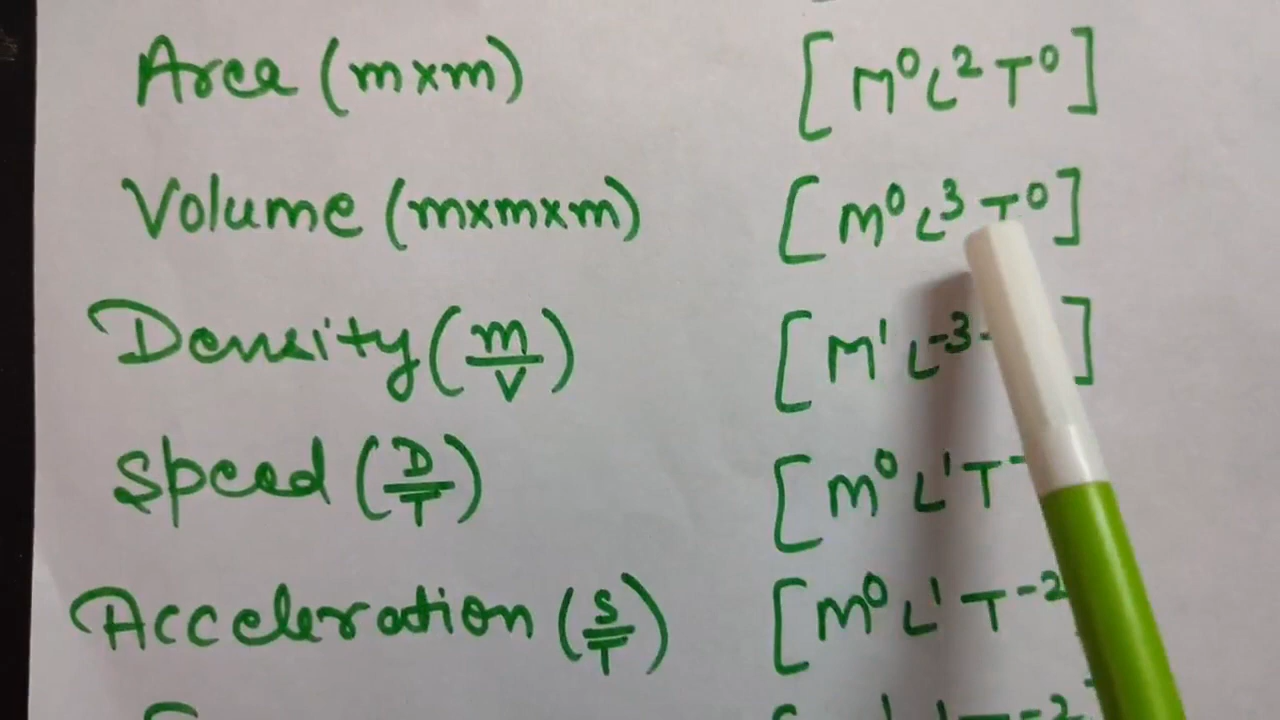 Area (m×m) [M⁰L²T⁰]
Volume (m×m×m) [M⁰L³T⁰]
Density (m/V) [M¹L⁻³ ]
Speed (D/T) [M⁰L¹T⁻
Acceleration (S/T) [M⁰L¹T⁻²